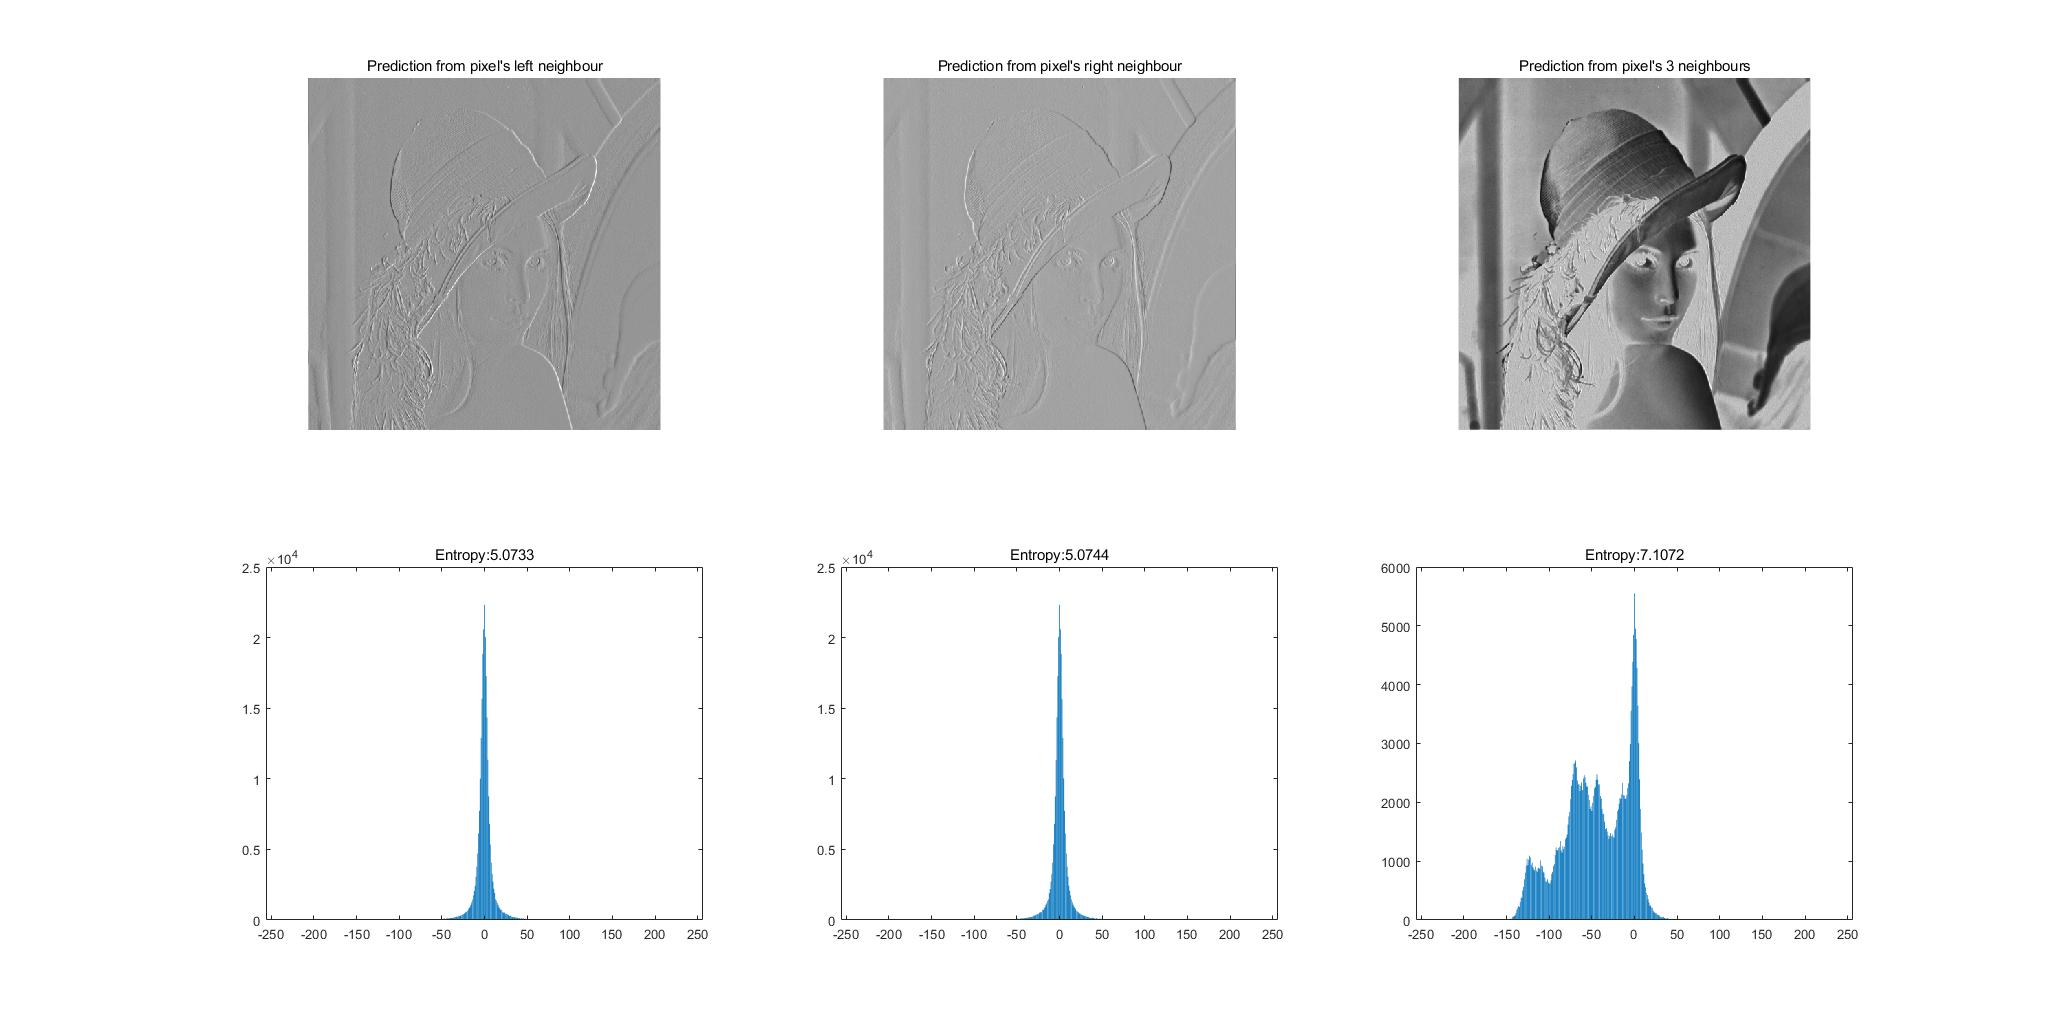 Prediction from pixel's left neighbour
Prediction from pixel's right neighbour
Prediction from pixel's 3 neighbours
×10^4 Entropy:5.0733
2.5
2
1.5
1
0.5
0
-250 -200 -150 -100 -50 0 50 100 150 200 250
×10^4 Entropy:5.0744
2.5
2
1.5
1
0.5
0
-250 -200 -150 -100 -50 0 50 100 150 200 250
Entropy:7.1072
6000
5000
4000
3000
2000
1000
0
-250 -200 -150 -100 -50 0 50 100 150 200 250